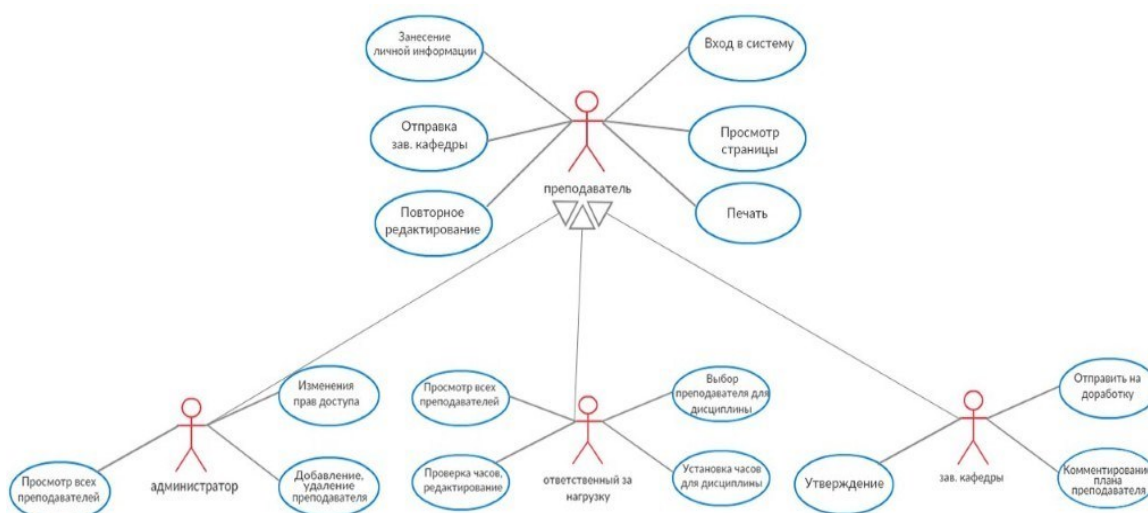 Занесение
личной информации
Вход в систему
Отправка
зав. кафедры
Просмотр
страницы
преподаватель
Повторное
редактирование
Печать
Изменения
прав доступа
Просмотр всех
преподавателей
Выбор
преподавателя для
дисциплины
Отправить на
доработку
Просмотр всех
преподавателей
администратор
Добавление,
удаление
преподавателя
Проверка часов,
редактирование
ответственный за
нагрузку
Установка часов
для дисциплины
Утверждение
зав. кафедры
Комментирование
плана
преподавателя